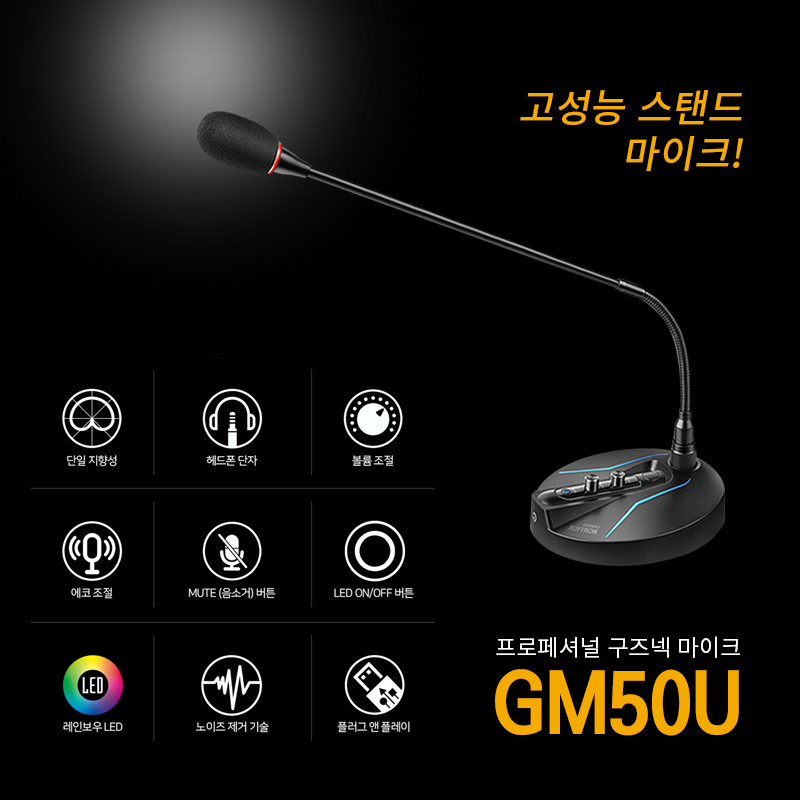 고성능 스탠드
마이크!
단일 지향성
헤드폰 단자
볼륨 조절
에코 조절
MUTE (음소거) 버튼
LED ON/OFF 버튼
LED
레인보우 LED
노이즈 제거 기술
플러그 앤 플레이
프로페셔널 구즈넥 마이크
GM50U